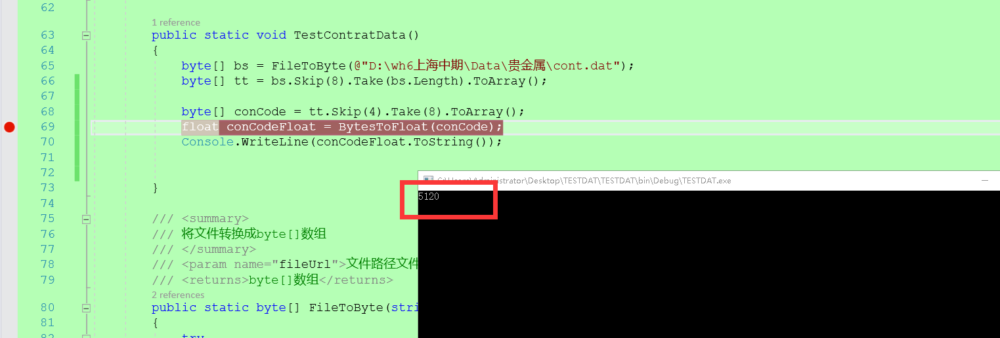 62
1 reference
63 public static void TestContratData()
64 {
65 byte[] bs = FileToByte(@"D:\wh6上海中期\Data\贵金属\cont.dat");
66 byte[] tt = bs.Skip(8).Take(bs.Length).ToArray();
67
68 byte[] conCode = tt.Skip(4).Take(8).ToArray();
69 float conCodeFloat = BytesToFloat(conCode);
70 Console.WriteLine(conCodeFloat.ToString());
71
72
C:\Users\Administrator\Desktop\TESTDAT\TESTDAT\bin\Debug\TESTDAT.exe
73 }
5120
74
75 /// <summary>
76 /// 将文件转换成byte[]数组
77 /// </summary>
78 /// <param name="fileUrl">文件路径文件
79 /// <returns>byte[]数组</returns>
2 references
80 public static byte[] FileToByte(stri
81 {
82 try